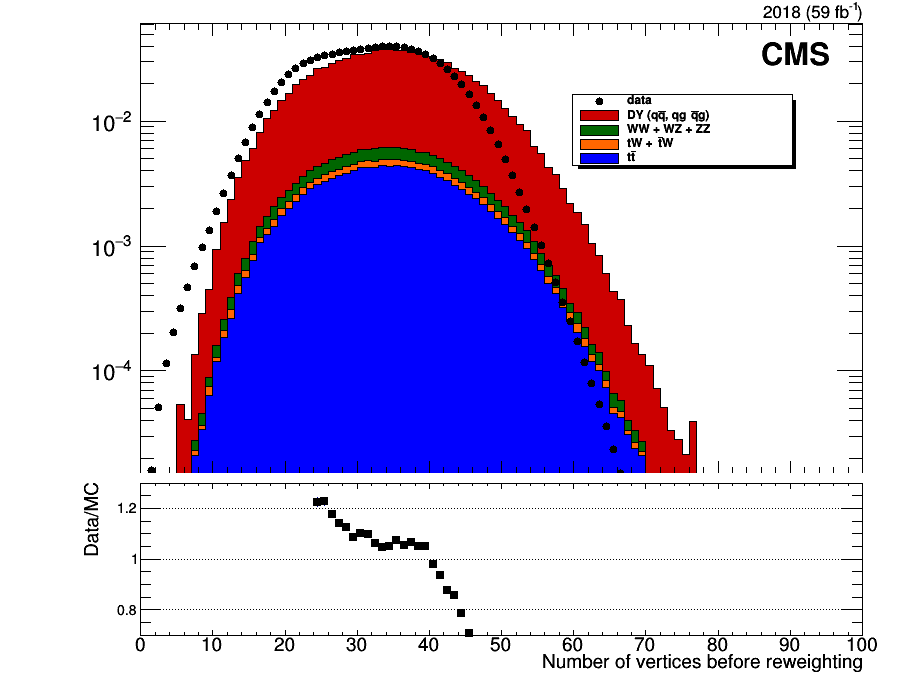 2018 (59 fb⁻¹)
CMS
data
DY (qq̅, qg q̅g)
WW + WZ + ZZ
tW + t̅W
tt̅
10⁻²
10⁻³
10⁻⁴
Data/MC
1.2
1
0.8
0 10 20 30 40 50 60 70 80 90 100
Number of vertices before reweighting